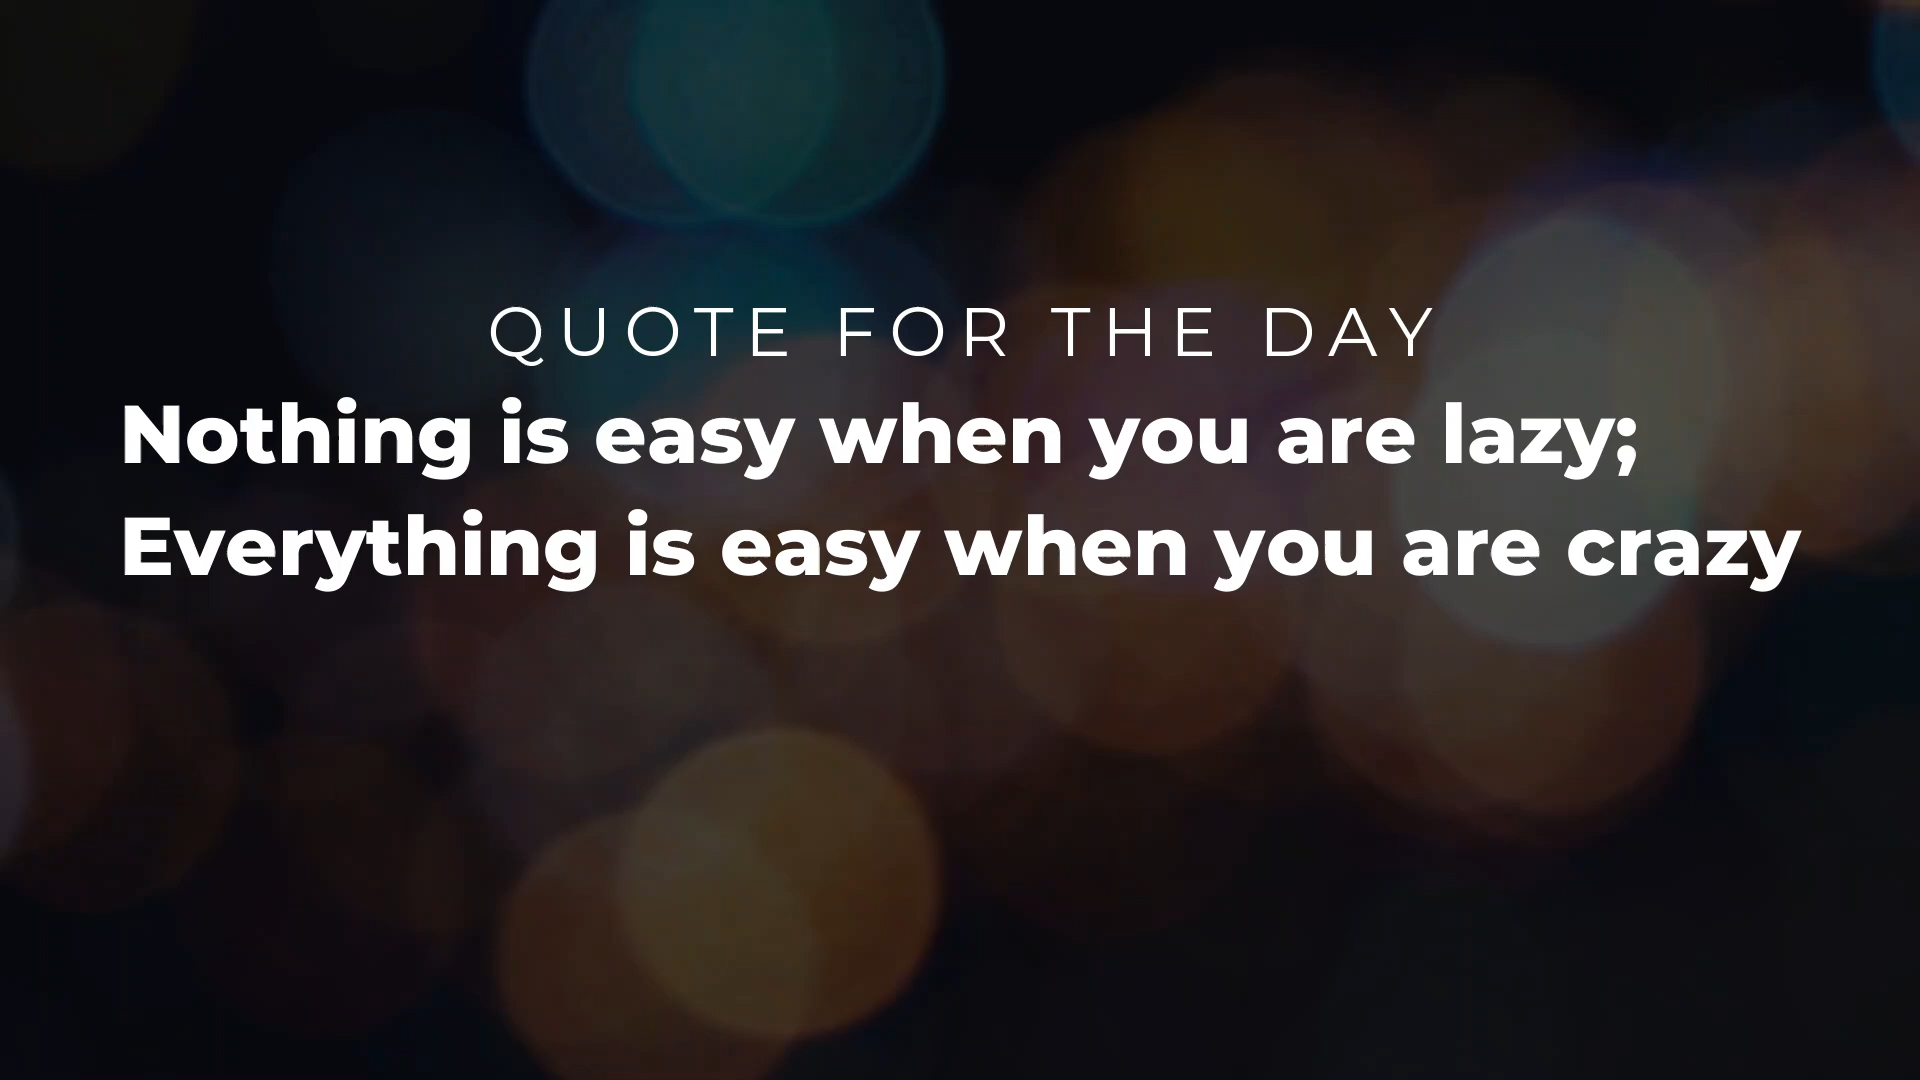 QUOTE FOR THE DAY
Nothing is easy when you are lazy;
Everything is easy when you are crazy